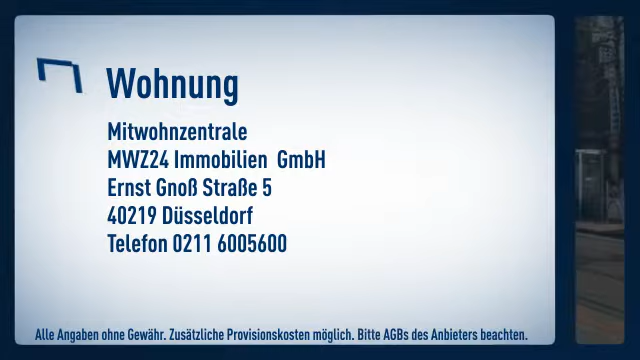 Wohnung
Mitwohnzentrale
MWZ24 Immobilien GmbH
Ernst Gnoß Straße 5
40219 Düsseldorf
Telefon 0211 6005600
Alle Angaben ohne Gewähr. Zusätzliche Provisionskosten möglich. Bitte AGBs des Anbieters beachten.